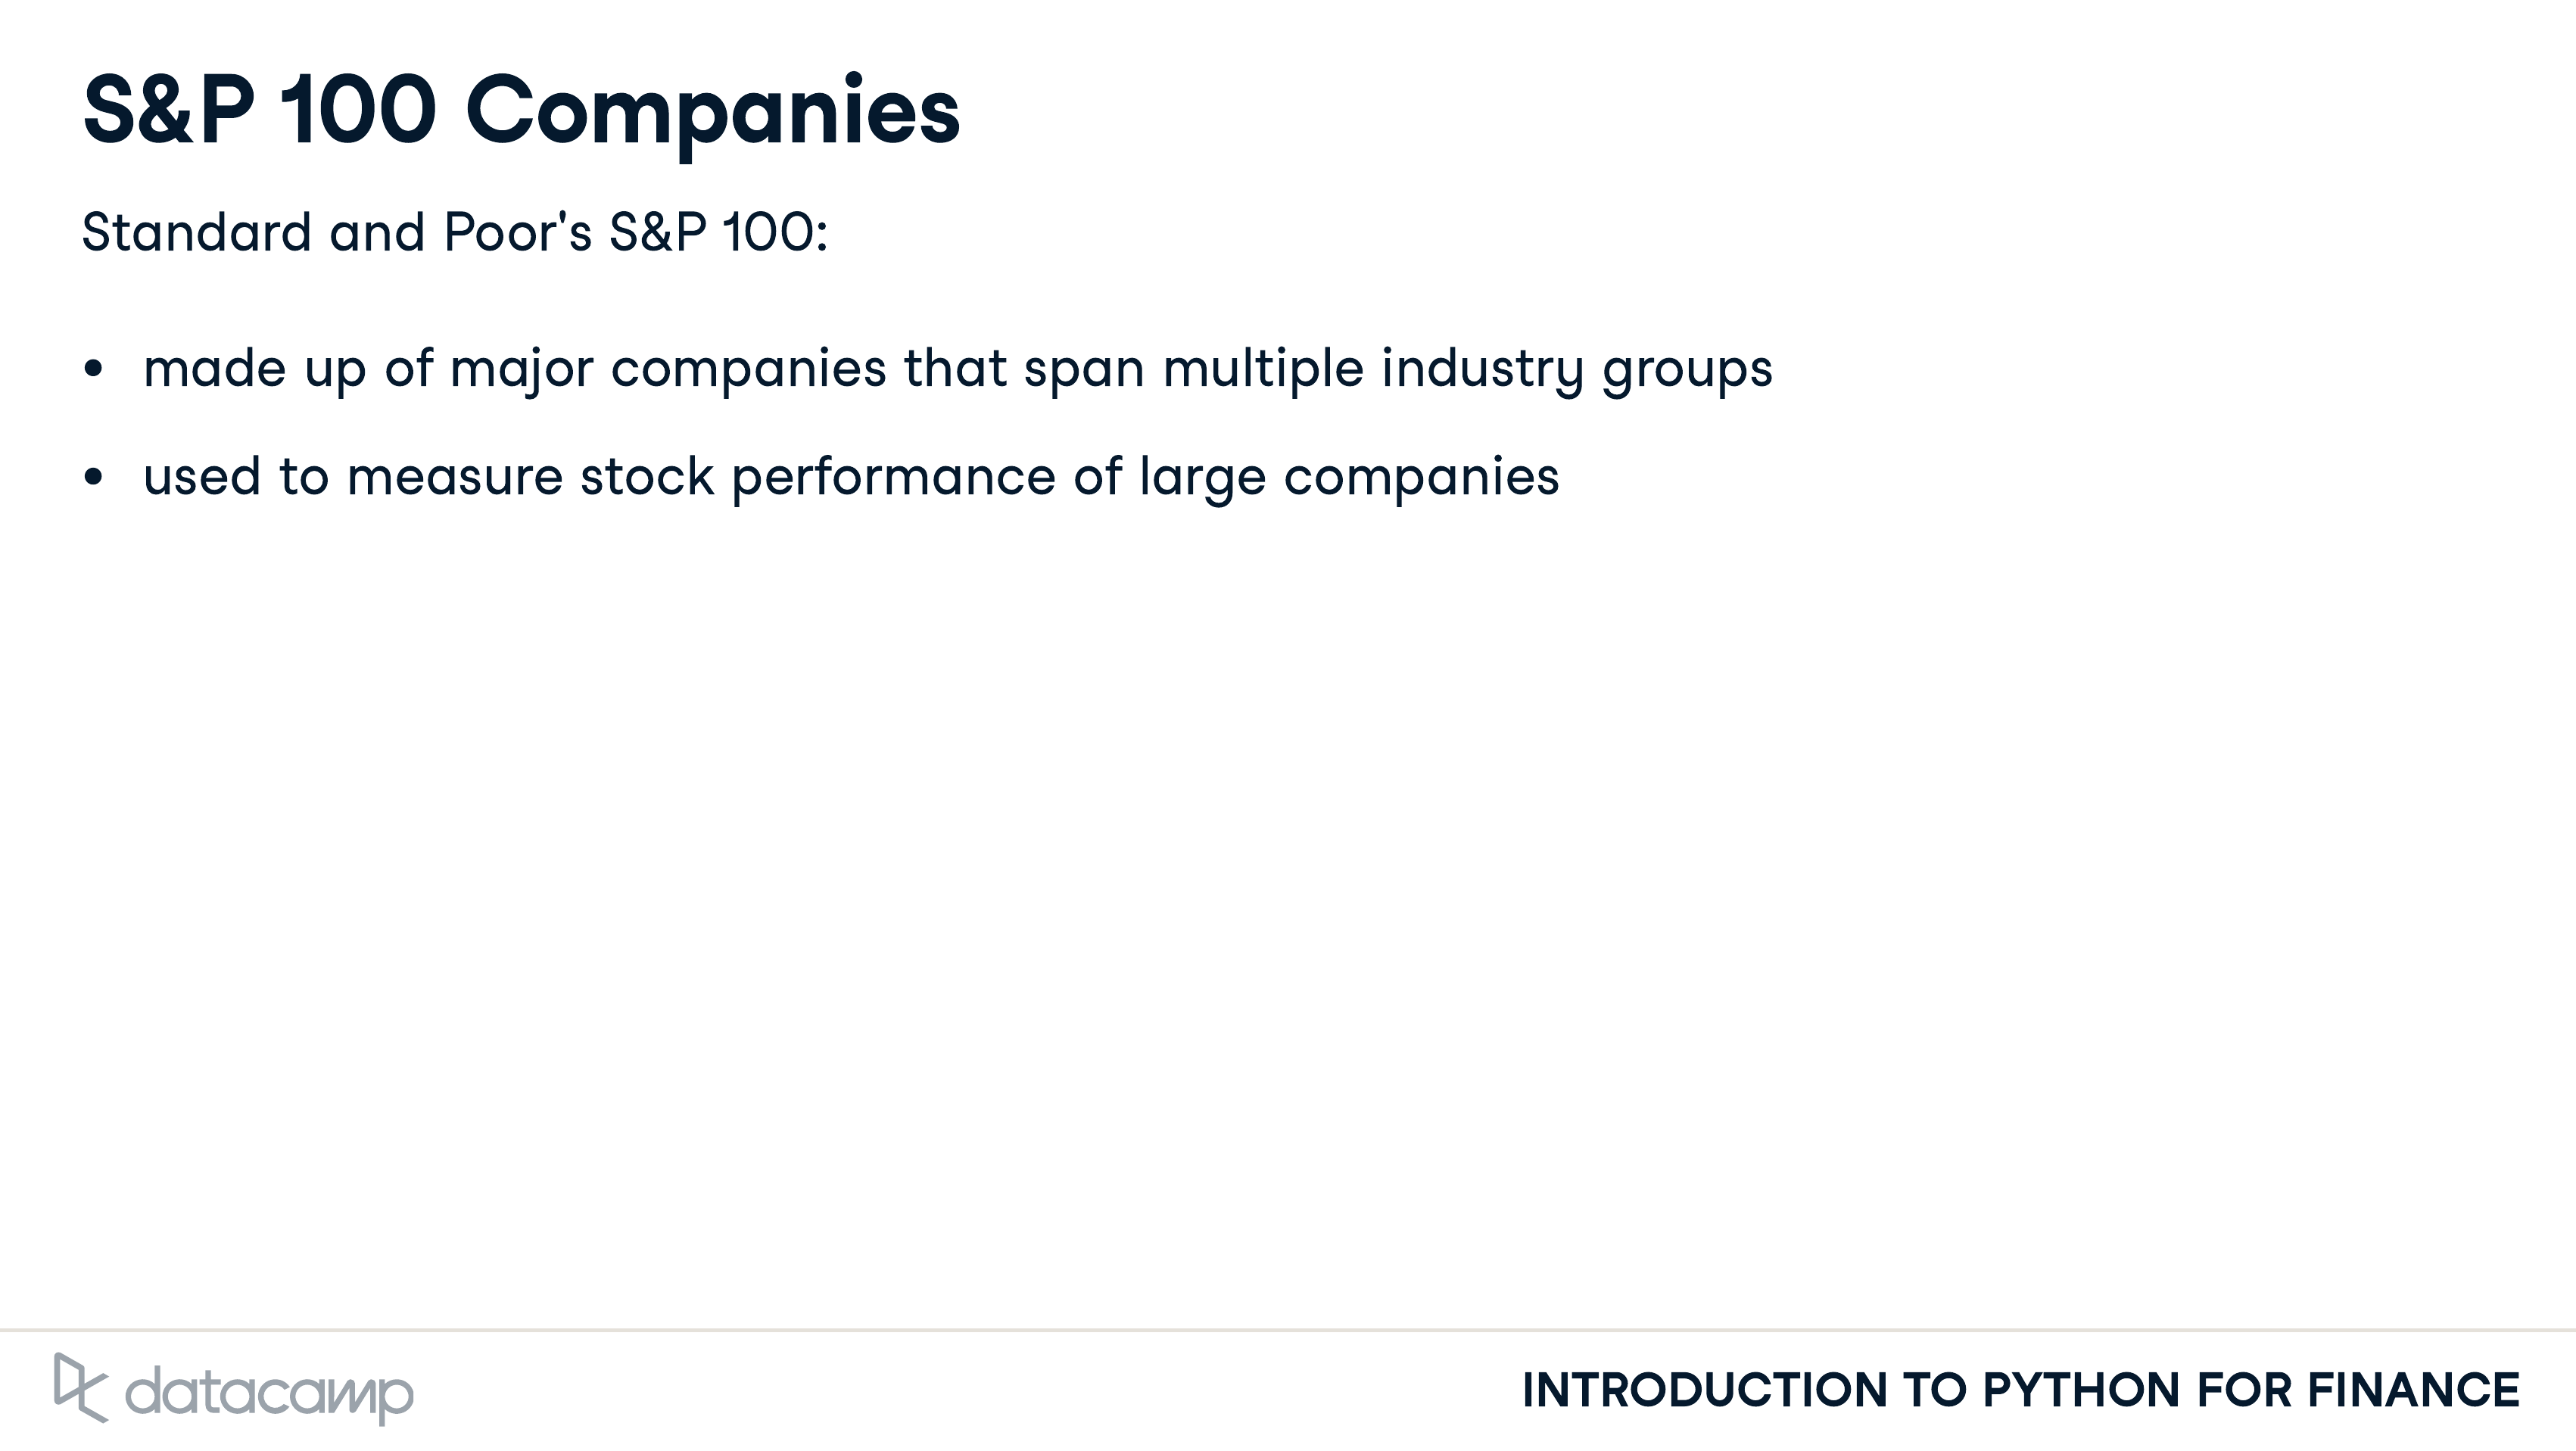 S&P 100 Companies
Standard and Poor's S&P 100:
• made up of major companies that span multiple industry groups
• used to measure stock performance of large companies
datacamp
INTRODUCTION TO PYTHON FOR FINANCE